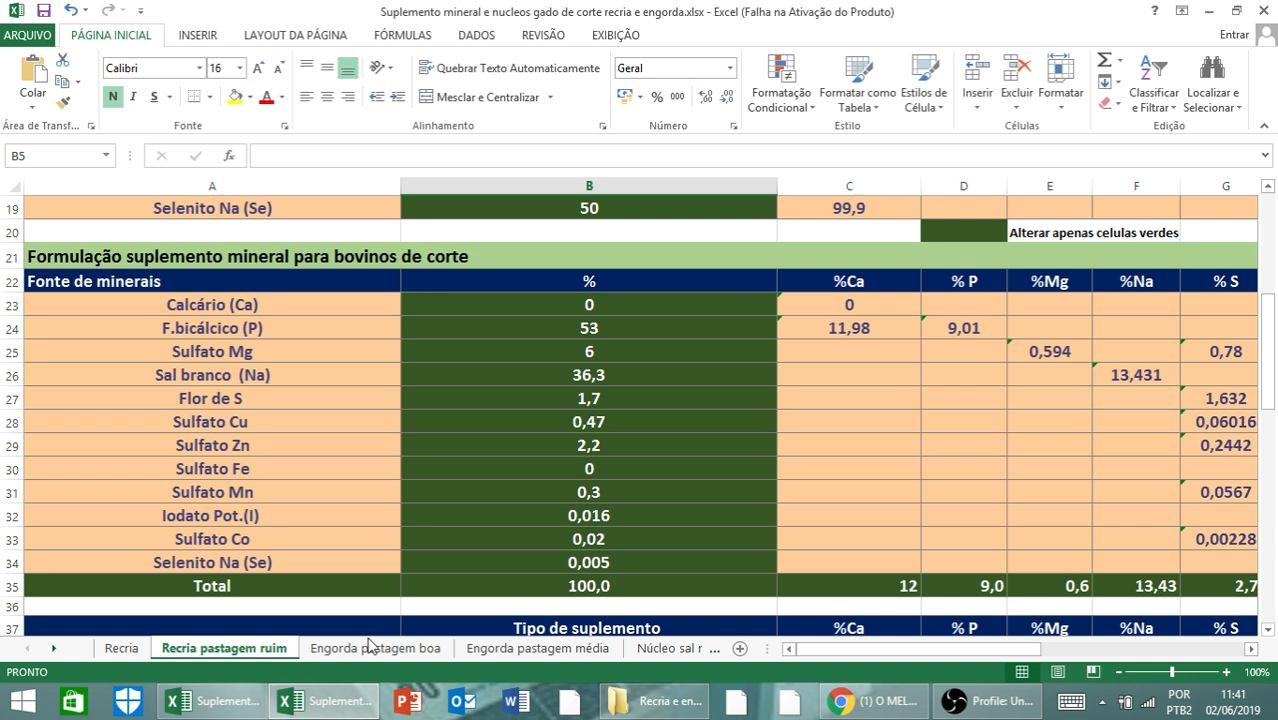 Suplemento mineral e nucleos gado de corte recria e engorda.xlsx - Excel (Falha na Ativação do Produto)
ARQUIVO PÁGINA INICIAL INSERIR LAYOUT DA PÁGINA FÓRMULAS DADOS REVISÃO EXIBIÇÃO Entrar
Calibri 16 Quebrar Texto Automaticamente Geral
Colar Formatação Condicional Formatar como Tabela Estilos de Célula Inserir Excluir Formatar Classificar e Filtrar Localizar e Selecionar
N I S Mesclar e Centralizar % 000
Área de Transf... Fonte Alinhamento Número Estilo Células Edição
B5
A B C D E F G
19 Selenito Na (Se) 50 99,9
20 Alterar apenas celulas verdes
21 Formulação suplemento mineral para bovinos de corte
22 Fonte de minerais % %Ca % P %Mg %Na % S
23 Calcário (Ca) 0 0
24 F.bicálcico (P) 53 11,98 9,01
25 Sulfato Mg 6 0,594 0,78
26 Sal branco (Na) 36,3 13,431
27 Flor de S 1,7 1,632
28 Sulfato Cu 0,47 0,06016
29 Sulfato Zn 2,2 0,2442
30 Sulfato Fe 0
31 Sulfato Mn 0,3 0,0567
32 Iodato Pot.(I) 0,016
33 Sulfato Co 0,02 0,00228
34 Selenito Na (Se) 0,005
35 Total 100,0 12 9,0 0,6 13,43 2,7
36
37 Tipo de suplemento %Ca % P %Mg %Na % S
Recria Recria pastagem ruim Engorda pastagem boa Engorda pastagem média Núcleo sal r ...
PRONTO 100%
Suplement... Suplement... Recria e en... (1) O MEL... Profile: Un... POR 11:41
PTB2 02/06/2019